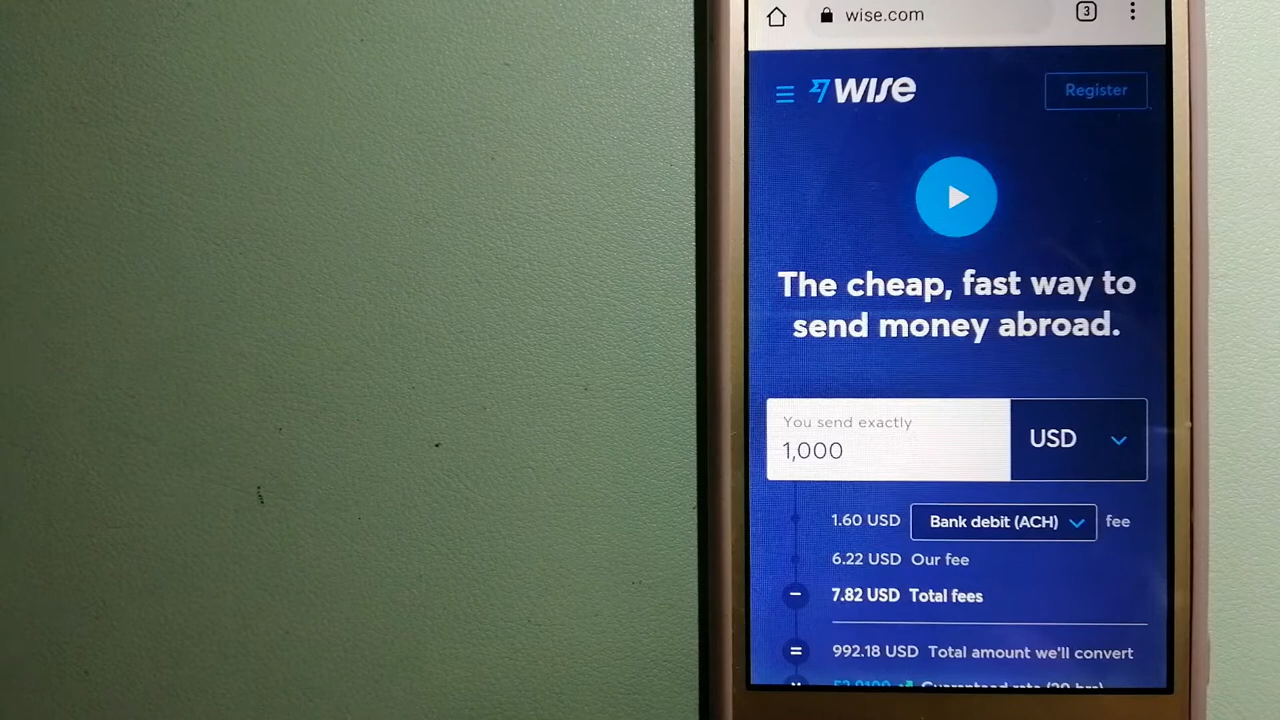 wise.com 3
WISE Register
The cheap, fast way to
send money abroad.
You send exactly
1,000 USD
1.60 USD Bank debit (ACH) fee
6.22 USD Our fee
7.82 USD Total fees
992.18 USD Total amount we'll convert
Guaranteed rate